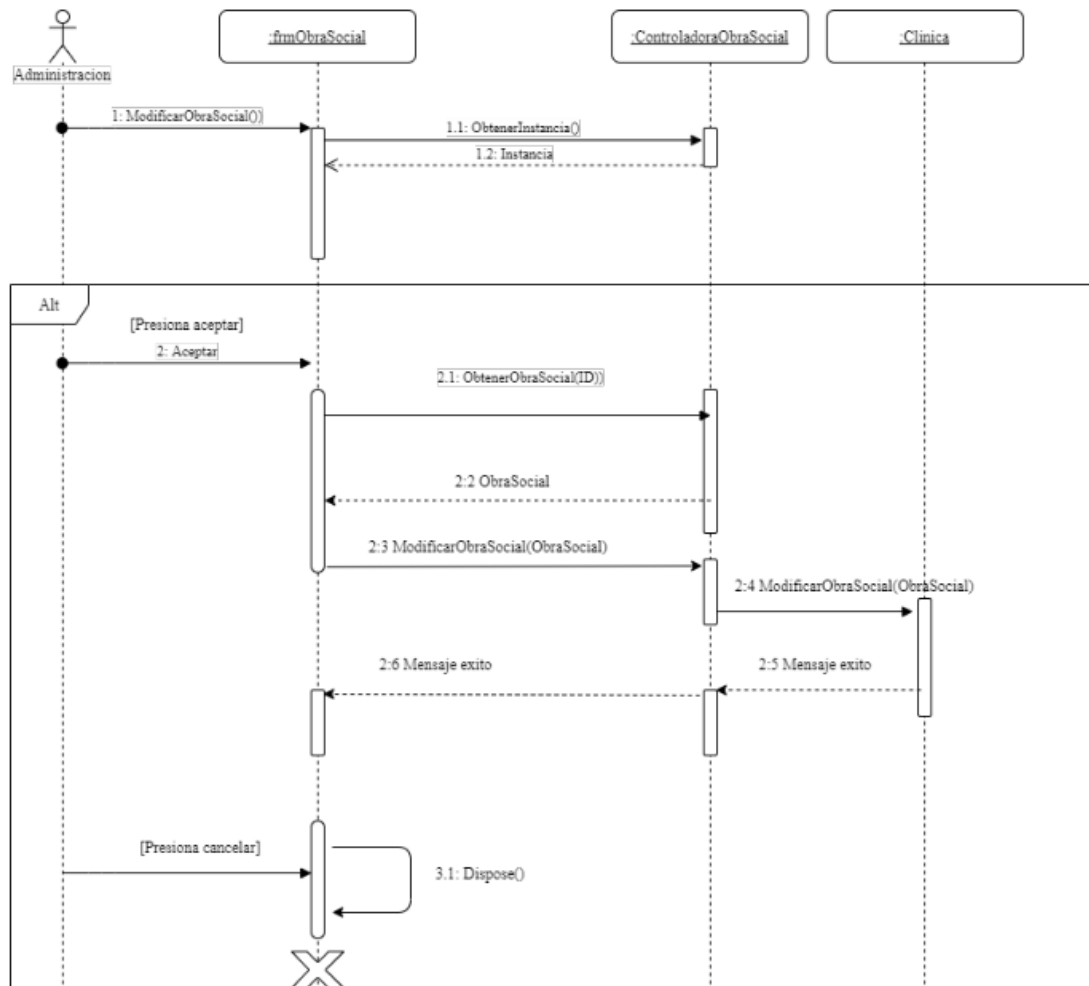 :frmObraSocial
:ControladoraObraSocial
:Clinica
Administracion
1: ModificarObraSocial())
1.1: ObtenerInstancia()
1.2: Instancia
Alt
[Presiona aceptar]
2: Aceptar
2.1: ObtenerObraSocial(ID))
2:2 ObraSocial
2:3 ModificarObraSocial(ObraSocial)
2:4 ModificarObraSocial(ObraSocial)
2:6 Mensaje exito
2:5 Mensaje exito
[Presiona cancelar]
3.1: Dispose()